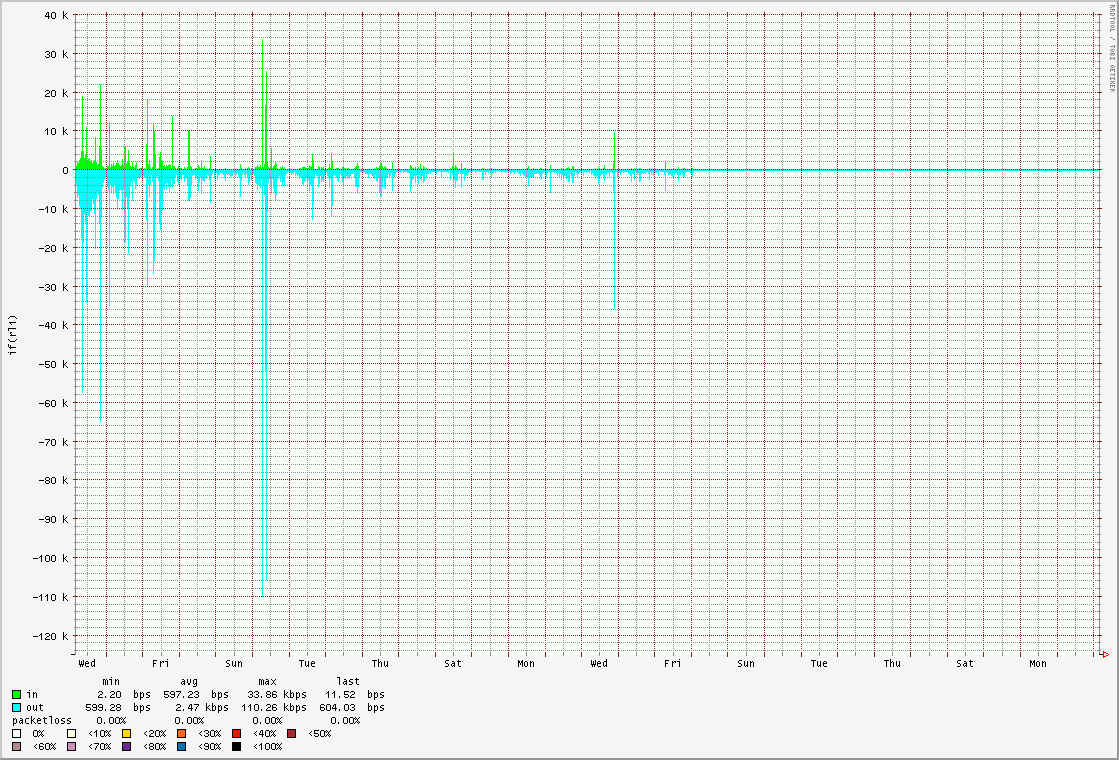 RRDTOOL / TOBI OETIKER
40 k
30 k
20 k
10 k
0
-10 k
-20 k
-30 k
-40 k
-50 k
-60 k
-70 k
-80 k
-90 k
-100 k
-110 k
-120 k
if(rl1)
Wed Fri Sun Tue Thu Sat Mon Wed Fri Sun Tue Thu Sat Mon
min avg max last
in 2.20 bps 597.23 bps 33.86 kbps 11.52 bps
out 599.28 bps 2.47 kbps 110.26 kbps 604.03 bps
packetloss 0.00% 0.00% 0.00% 0.00%
0% <10% <20% <30% <40% <50%
<60% <70% <80% <90% <100%